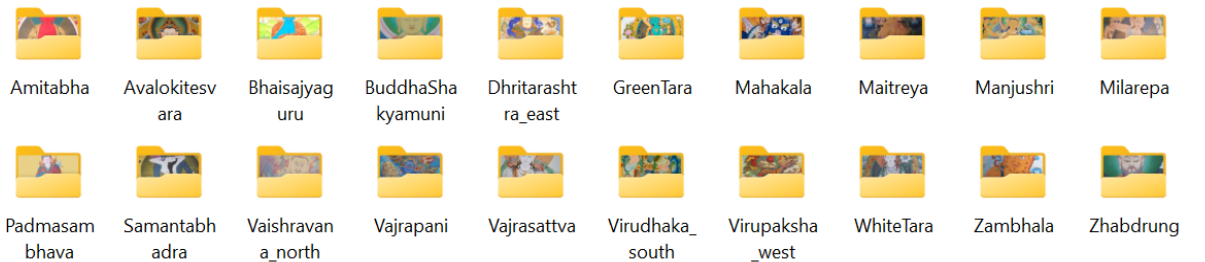 Amitabha
Avalokitesv
ara
Bhaisajyag
uru
BuddhaSha
kyamuni
Dhritarasht
ra_east
GreenTara
Mahakala
Maitreya
Manjushri
Milarepa
Padmasam
bhava
Samantabh
adra
Vaishravan
a_north
Vajrapani
Vajrasattva
Virudhaka_
south
Virupaksha
_west
WhiteTara
Zambhala
Zhabdrung